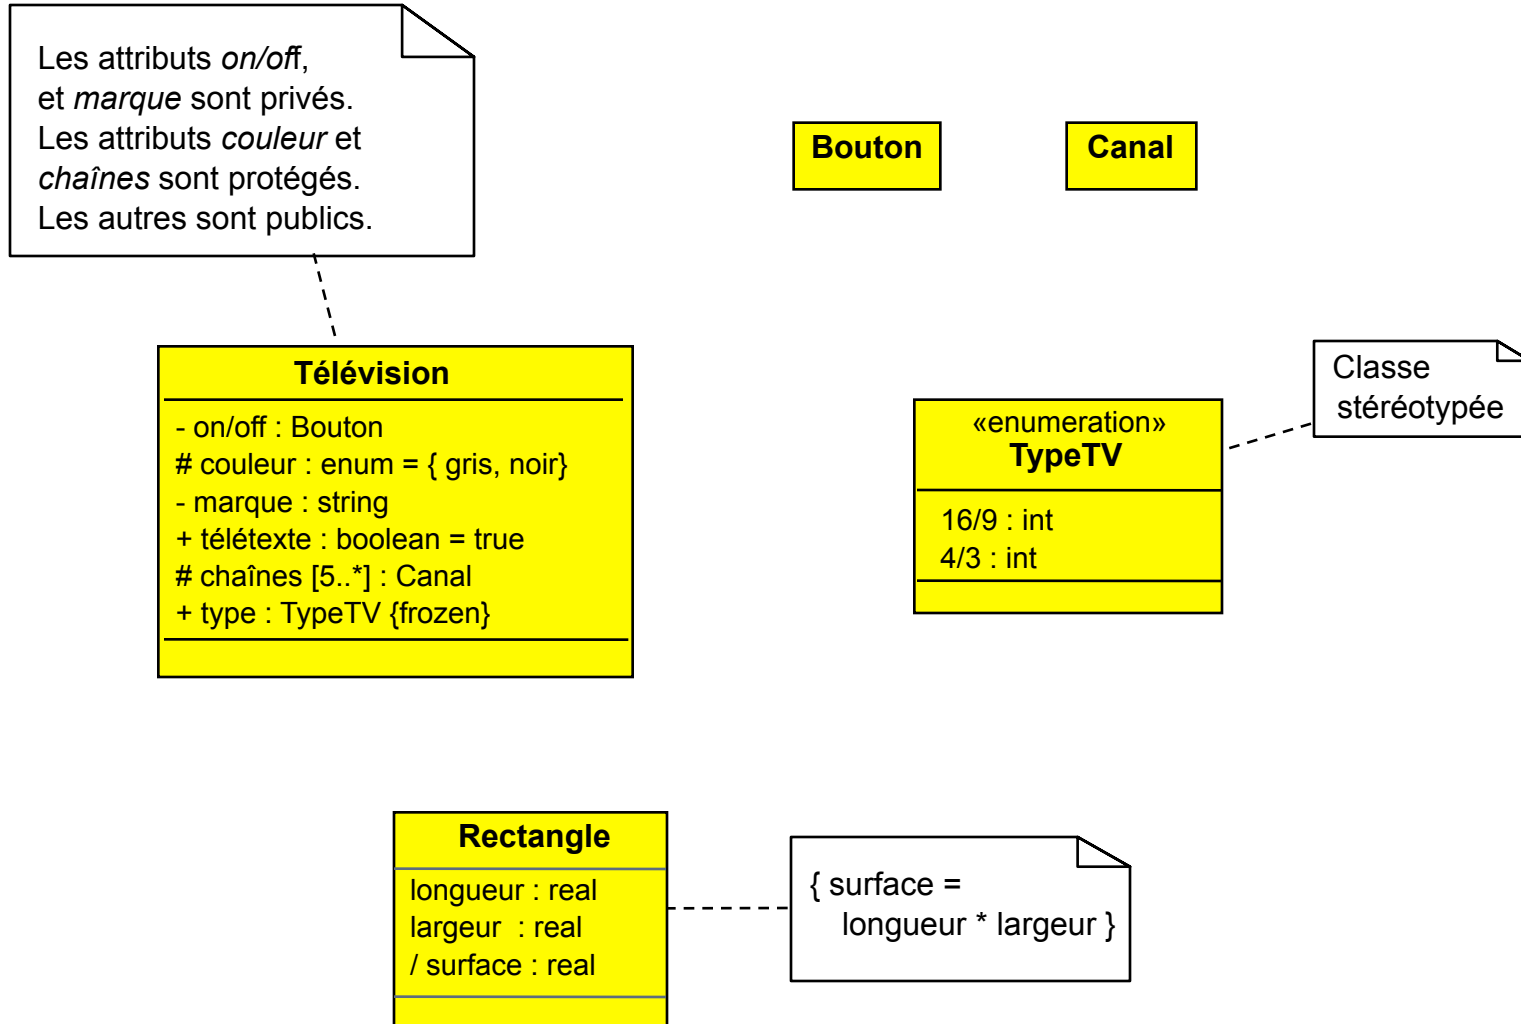 Les attributs on/off,
et marque sont privés.
Les attributs couleur et
chaînes sont protégés.
Les autres sont publics.
Bouton
Canal
Télévision
- on/off : Bouton
# couleur : enum = { gris, noir}
- marque : string
+ télétexte : boolean = true
# chaînes [5..*] : Canal
+ type : TypeTV {frozen}
«enumeration»
TypeTV
16/9 : int
4/3 : int
Classe
stéréotypée
Rectangle
longueur : real
largeur  : real
/ surface : real
{ surface =
longueur * largeur }